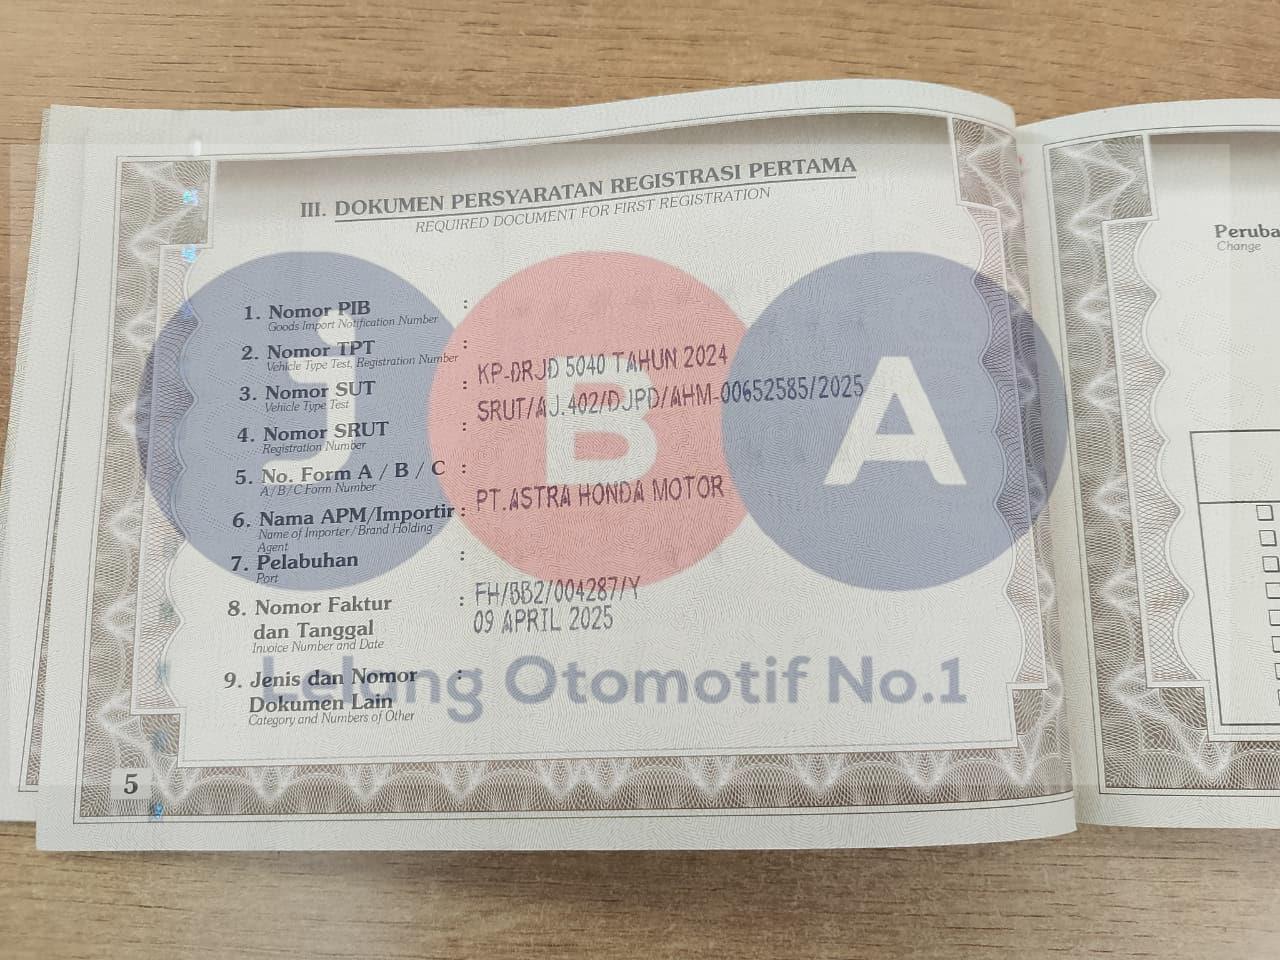 III. DOKUMEN PERSYARATAN REGISTRASI PERTAMA
REQUIRED DOCUMENT FOR FIRST REGISTRATION
1. Nomor PIB :
Goods Import Notification Number
2. Nomor TPT :
Vehicle Type Test, Registration Number
KP-DRJD 5040 TAHUN 2024
3. Nomor SUT :
Vehicle Type Test
SRUT/AJ.402/DJPD/AHM-00652585/2025
4. Nomor SRUT :
Registration Number
5. No. Form A / B / C :
A/B/C Form Number
6. Nama APM/Importir : PT.ASTRA HONDA MOTOR
Name of Importer/Brand Holding
Agent
7. Pelabuhan :
Port
8. Nomor Faktur : FH/BB2/004287/Y
dan Tanggal 09 APRIL 2025
Invoice Number and Date
9. Jenis dan Nomor :
Dokumen Lain
Category and Numbers of Other
5
j B A
Lelang Otomotif No.1
Peruba
Change